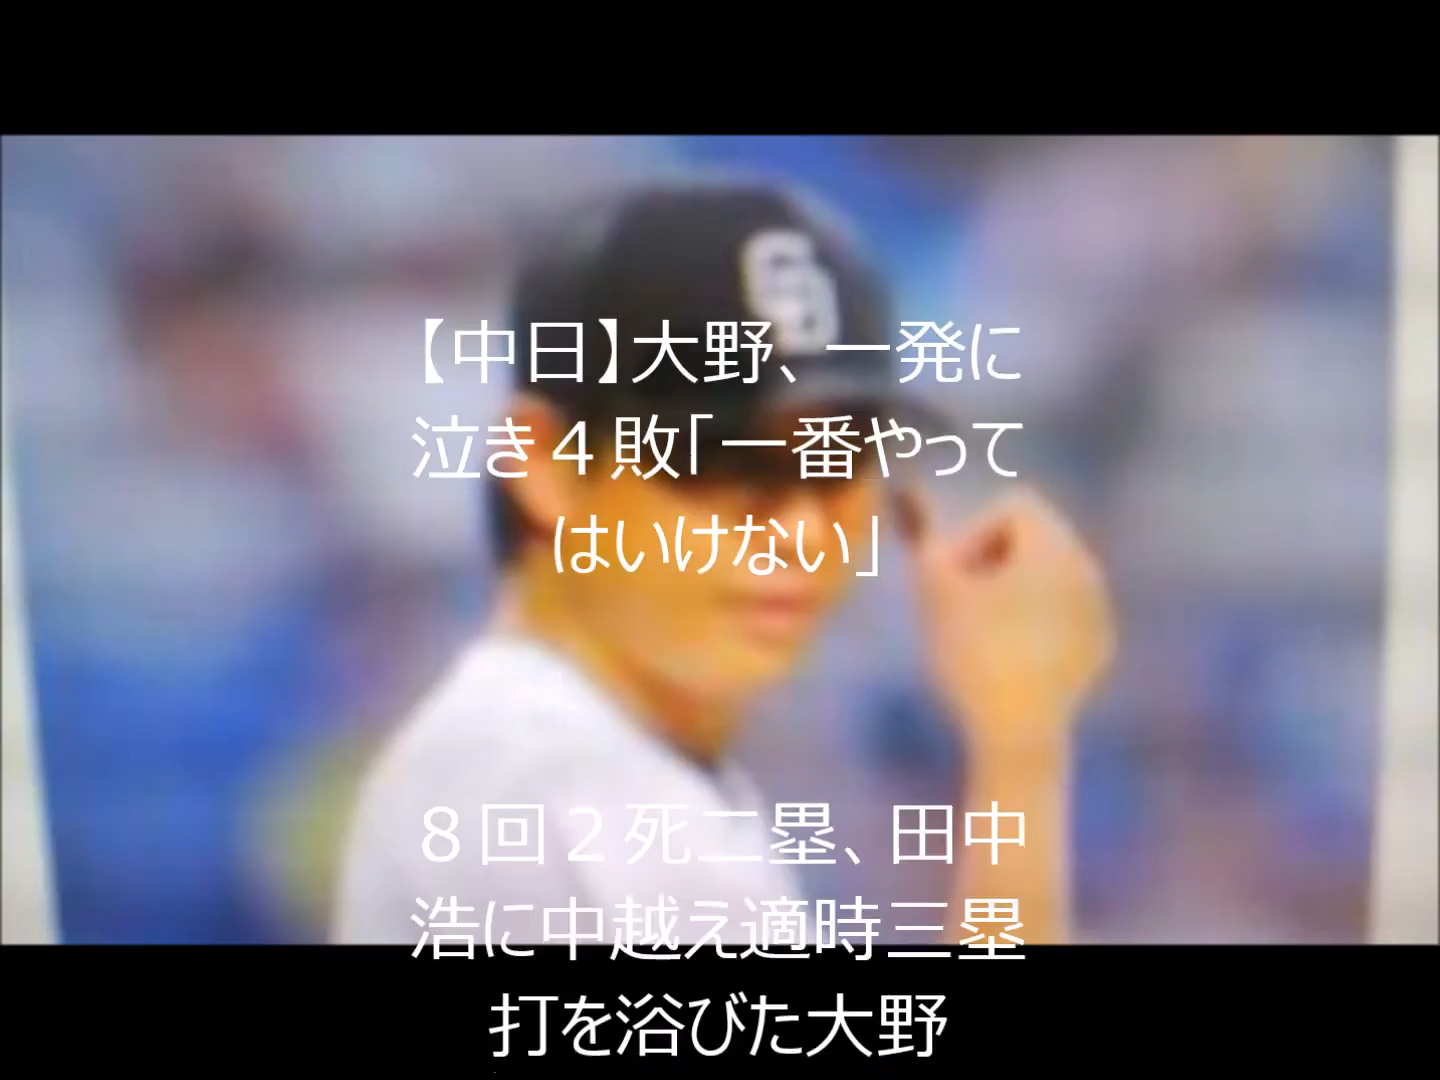 【中日】大野、一発に
泣き４敗「一番やって
はいけない」
８回２死二塁、田中
浩に中越え適時三塁
打を浴びた大野